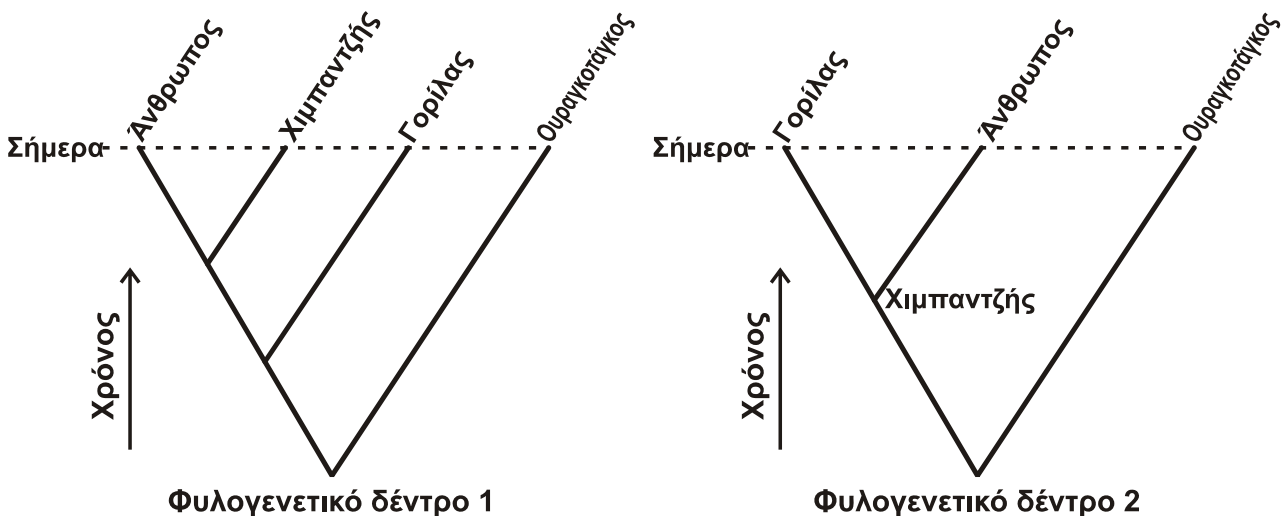 Άνθρωπος
Χιμπαντζής
Γορίλας
Ουραγκοτάγκος
Σήμερα
Χρόνος
Φυλογενετικό δέντρο 1
Γορίλας
Άνθρωπος
Ουραγκοτάγκος
Σήμερα
Χιμπαντζής
Χρόνος
Φυλογενετικό δέντρο 2